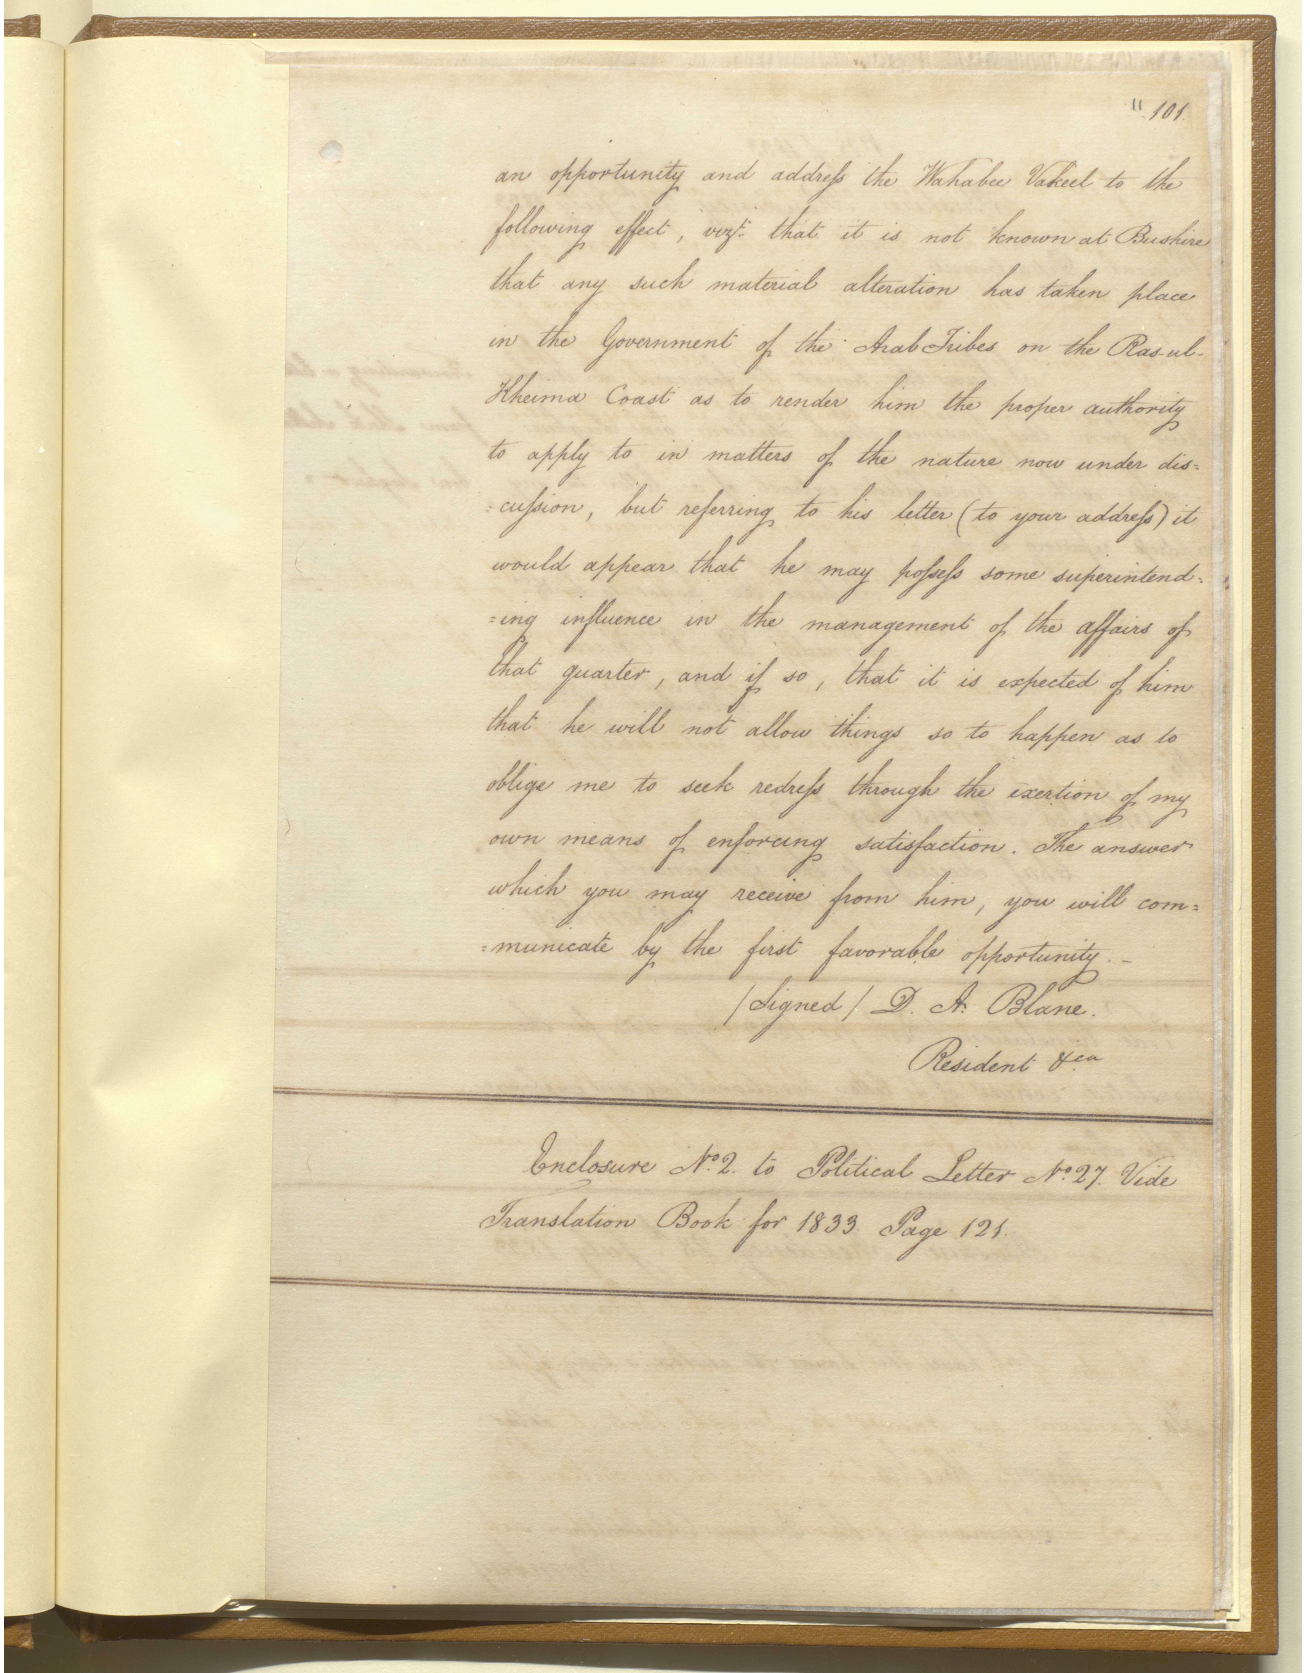 " 101.
an opportunity and address the Wahabee Vakeel to the
following effect, vizt. that it is not known at Bushire
that any such material alteration has taken place
in the Government of the Arab Tribes on the Ras-ul-
Kheima Coast as to render him the proper authority
to apply to in matters of the nature now under dis=
=cussion, but referring to his letter (to your address) it
would appear that he may possess some superintend=
=ing influence in the management of the affairs of
that quarter, and if so, that it is expected of him
that he will not allow things so to happen as to
oblige me to seek redress through the exertion of my
own means of enforcing satisfaction. The answer
which you may receive from him, you will com=
=municate by the first favorable opportunity. –
/Signed/ D. A. Blane.
Resident &ca
Enclosure No. 2. to Political Letter No. 27. Vide
Translation Book for 1833. Page 121.